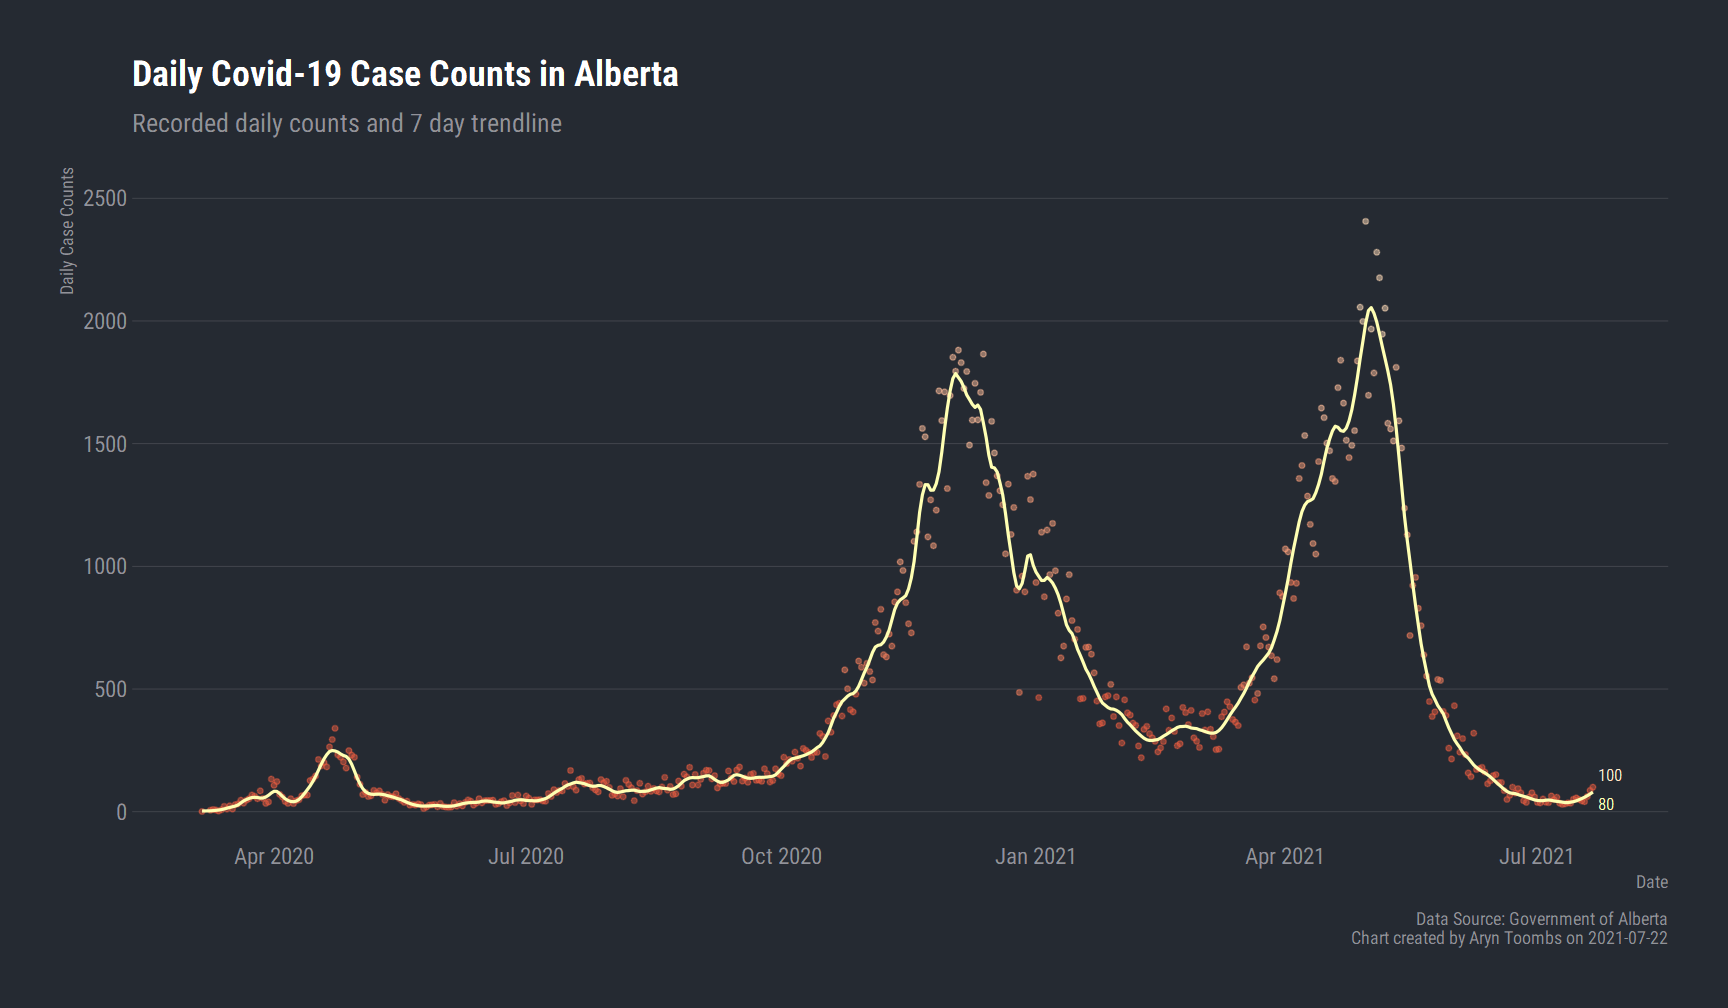 Daily Covid-19 Case Counts in Alberta
Recorded daily counts and 7 day trendline
Daily Case Counts
2500
2000
1500
1000
500
0
100
80
Apr 2020
Jul 2020
Oct 2020
Jan 2021
Apr 2021
Jul 2021
Date
Data Source: Government of Alberta
Chart created by Aryn Toombs on 2021-07-22